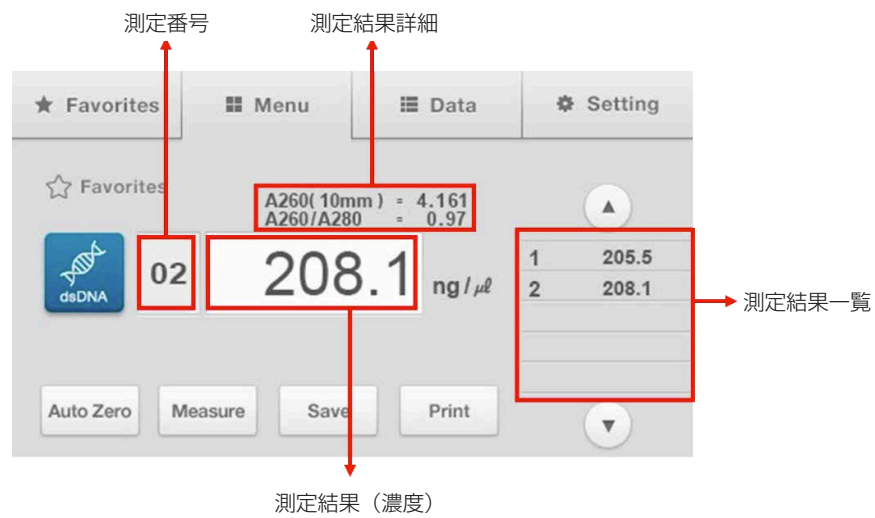 測定番号
測定結果詳細
Favorites
Menu
Data
Setting
Favorites
A260( 10mm ) = 4.161
A260/A280 = 0.97
dsDNA
02
208.1
ng/μℓ
1 205.5
2 208.1
測定結果一覧
Auto Zero
Measure
Save
Print
測定結果（濃度）